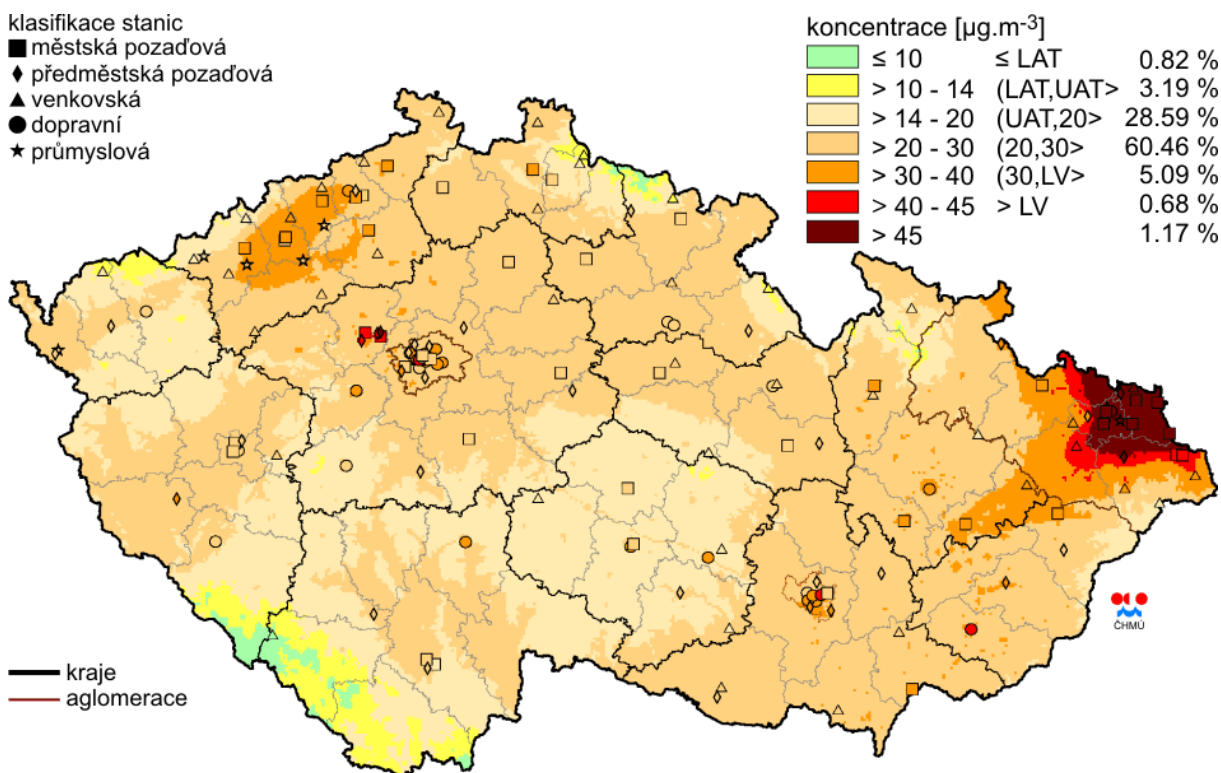 klasifikace stanic
městská pozaďová
předměstská pozaďová
venkovská
dopravní
průmyslová
koncentrace [µg.m-3]
≤ 10 ≤ LAT 0.82 %
> 10 - 14 (LAT,UAT> 3.19 %
> 14 - 20 (UAT,20> 28.59 %
> 20 - 30 (20,30> 60.46 %
> 30 - 40 (30,LV> 5.09 %
> 40 - 45 > LV 0.68 %
> 45 1.17 %
ČHMÚ
kraje
aglomerace